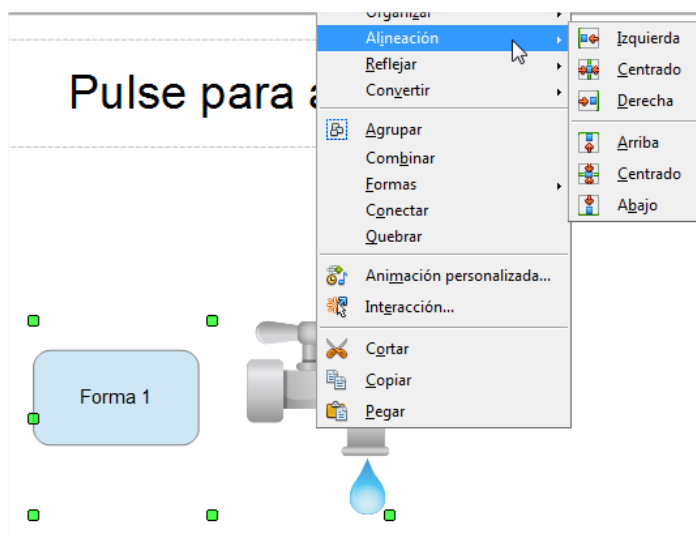 Organizar
Alineación
Reflejar
Convertir
Agrupar
Combinar
Formas
Conectar
Quebrar
Animación personalizada...
Interacción...
Cortar
Copiar
Pegar
Izquierda
Centrado
Derecha
Arriba
Centrado
Abajo
Pulse para a
Forma 1